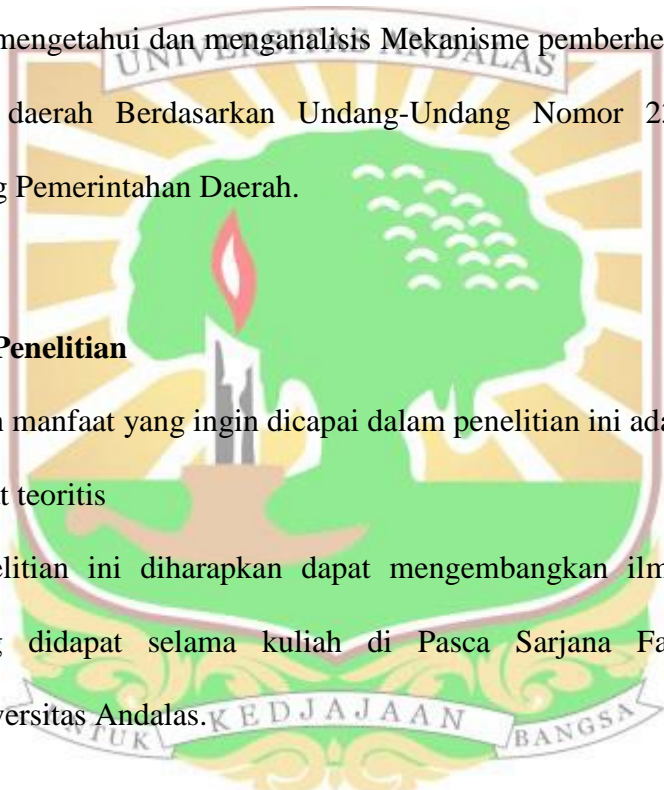 mengetahui dan menganalisis Mekanisme pemberhe
UNIVERSITAS ANDALAS
daerah Berdasarkan Undang-Undang Nomor 2
Pemerintahan Daerah.
Penelitian
manfaat yang ingin dicapai dalam penelitian ini ada
teoritis
ini diharapkan dapat mengembangkan ilm
didapat selama kuliah di Pasca Sarjana Fa
versitas Andalas.
UNTUK KEDJAJAAN BANGSA